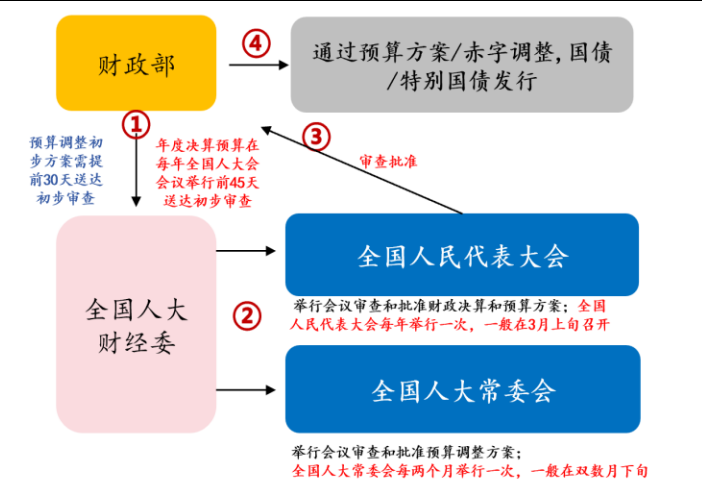 财政部
④
通过预算方案/赤字调整,国债
/特别国债发行
①
预算调整初
步方案需提
前30天送达
初步审查
年度决算预算在
每年全国人大会
会议举行前45天
送达初步审查
③
审查批准
全国人大
财经委
②
全国人民代表大会
举行会议审查和批准财政决算和预算方案；全国
人民代表大会每年举行一次，一般在3月上旬召开
全国人大常委会
举行会议审查和批准预算调整方案；
全国人大常委会每两个月举行一次，一般在双数月下旬